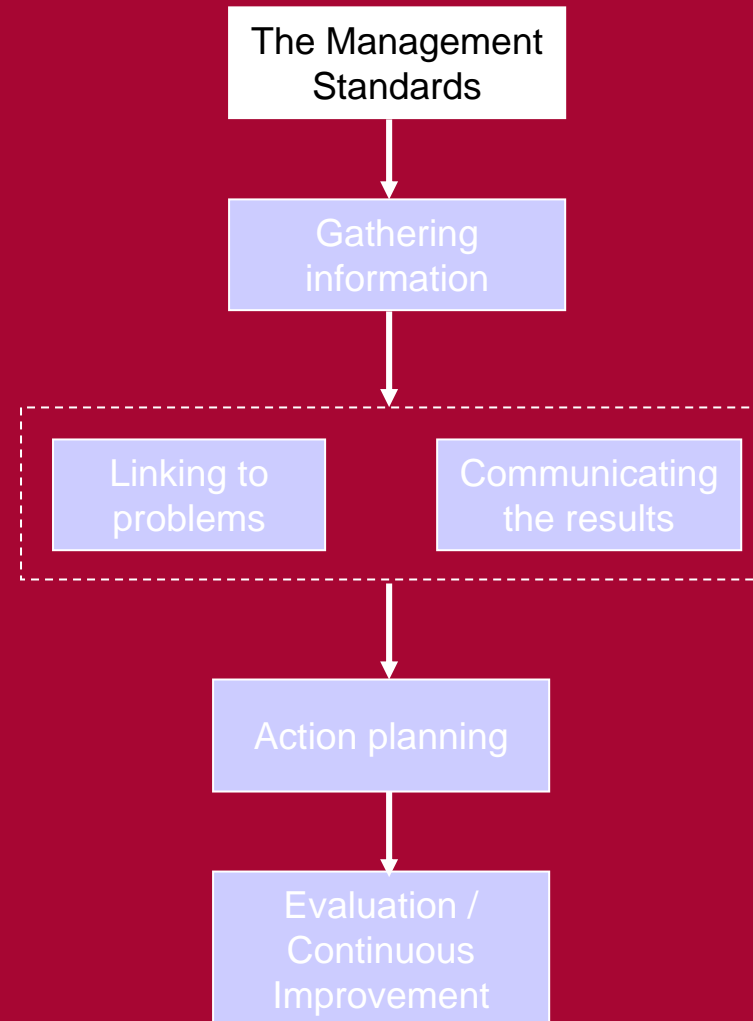 The Management
Standards
Gathering
information
Linking to
problems
Communicating
the results
Action planning
Evaluation /
Continuous
Improvement